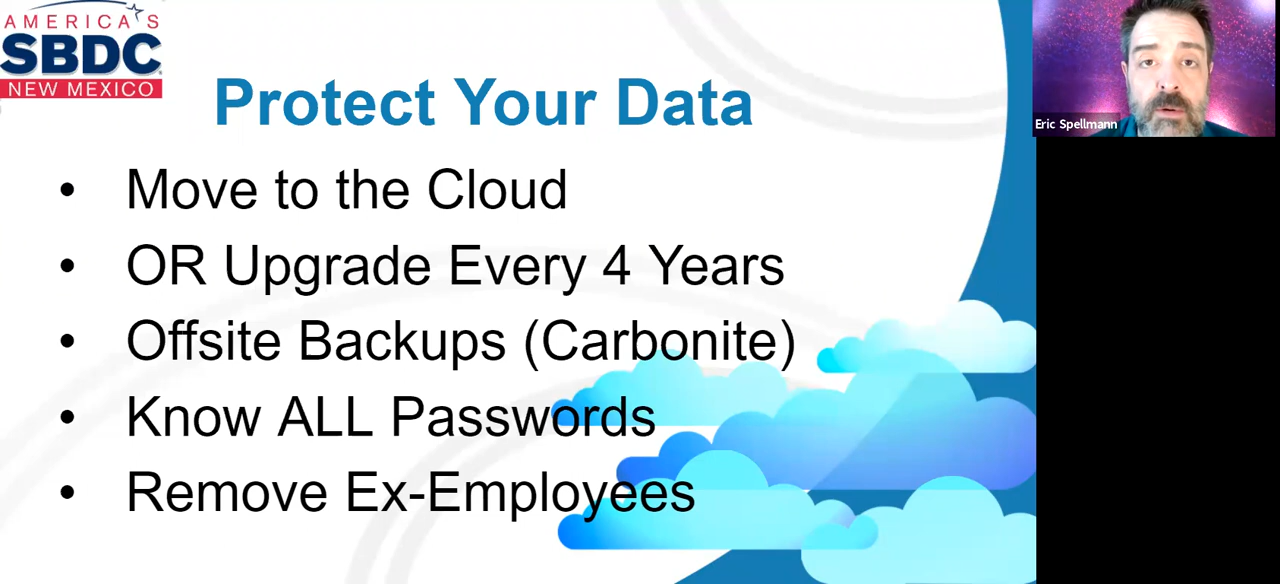 AMERICA'S
SBDC
NEW MEXICO
Protect Your Data
• Move to the Cloud
• OR Upgrade Every 4 Years
• Offsite Backups (Carbonite)
• Know ALL Passwords
• Remove Ex-Employees
Eric Spellmann